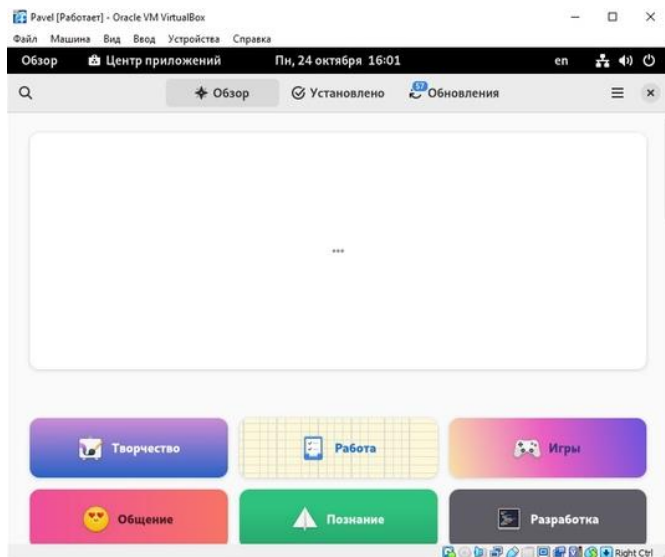 Pavel [Работает] - Oracle VM VirtualBox
Файл Машина Вид Ввод Устройства Справка
Обзор Центр приложений Пн, 24 октября 16:01 en
Обзор Установлено 57 Обновления
...
Творчество Работа Игры
Общение Познание Разработка
Right Ctrl